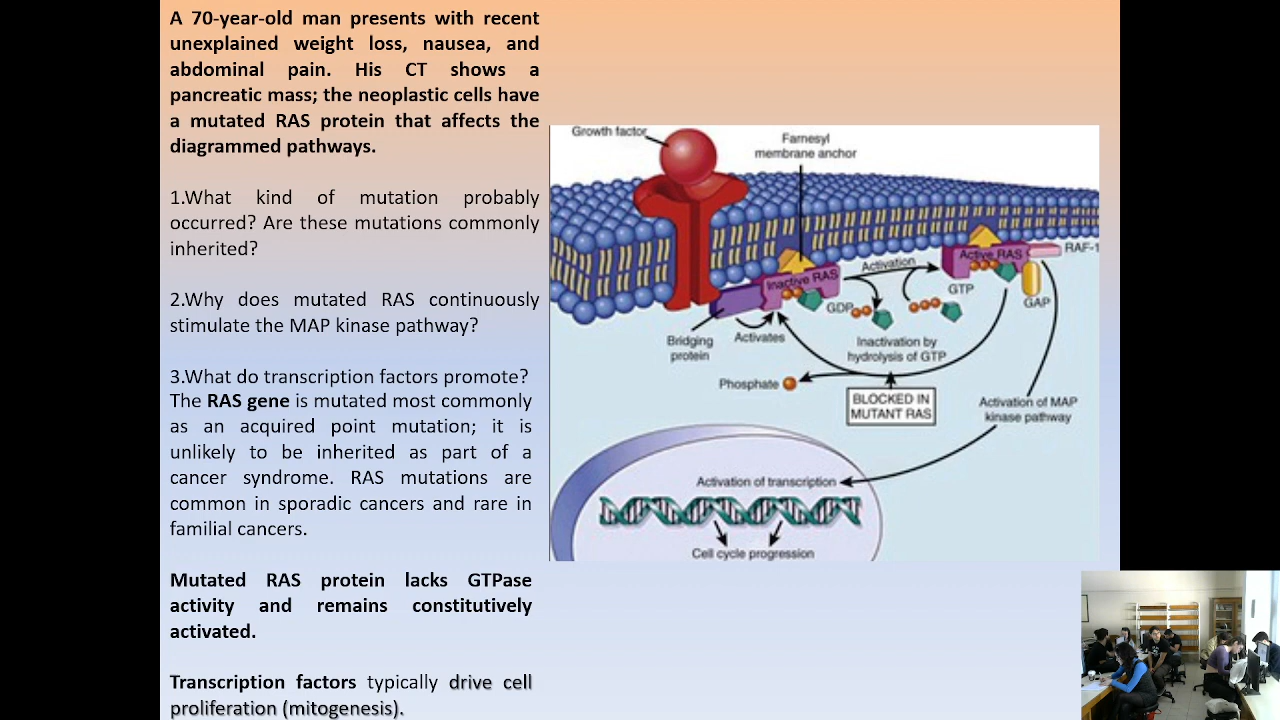 A 70-year-old man presents with recent
unexplained weight loss, nausea, and
abdominal pain. His CT shows a
pancreatic mass; the neoplastic cells have
a mutated RAS protein that affects the
diagrammed pathways.
1.What kind of mutation probably
occurred? Are these mutations commonly
inherited?
2.Why does mutated RAS continuously
stimulate the MAP kinase pathway?
3.What do transcription factors promote?
The RAS gene is mutated most commonly
as an acquired point mutation; it is
unlikely to be inherited as part of a
cancer syndrome. RAS mutations are
common in sporadic cancers and rare in
familial cancers.
Mutated RAS protein lacks GTPase
activity and remains constitutively
activated.
Transcription factors typically drive cell
proliferation (mitogenesis).
Growth factor
Farnesyl
membrane anchor
Inactive RAS
Activation
Active RAS
RAF-1
GDP
GTP
GAP
Bridging
protein
Activates
Inactivation by
hydrolysis of GTP
Phosphate
BLOCKED IN
MUTANT RAS
Activation of MAP
kinase pathway
Activation of transcription
Cell cycle progression